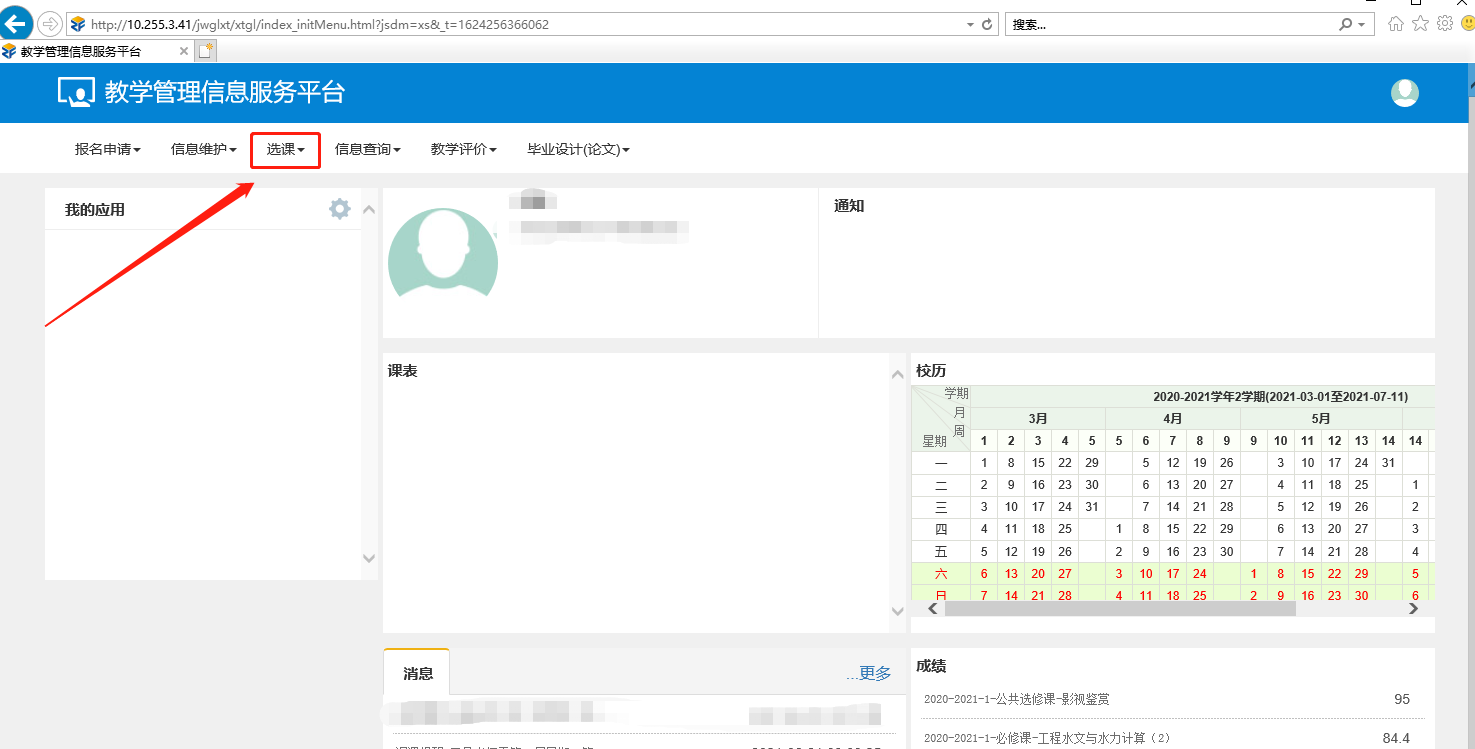 http://10.255.3.41/jwglxt/xtgl/index_initMenu.html?jsdm=xs&_t=1624256366062
搜索...
教学管理信息服务平台
教学管理信息服务平台
报名申请 信息维护 选课 信息查询 教学评价 毕业设计(论文)
我的应用
通知
课表
校历
学期
月
周
星期
2020-2021学年2学期(2021-03-01至2021-07-11)
3月 4月 5月
1 2 3 4 5 5 6 7 8 9 9 10 11 12 13 14 14
一 1 8 15 22 29 5 12 19 26 3 10 17 24 31
二 2 9 16 23 30 6 13 20 27 4 11 18 25 1
三 3 10 17 24 31 7 14 21 28 5 12 19 26 2
四 4 11 18 25 1 8 15 22 29 6 13 20 27 3
五 5 12 19 26 2 9 16 23 30 7 14 21 28 4
六 6 13 20 27 3 10 17 24 1 8 15 22 29 5
日 7 14 21 28 4 11 18 25 2 9 16 23 30 6
消息
...更多
成绩
2020-2021-1-公共选修课-影视鉴赏 95
2020-2021-1-必修课-工程水文与水力计算（2） 84.4